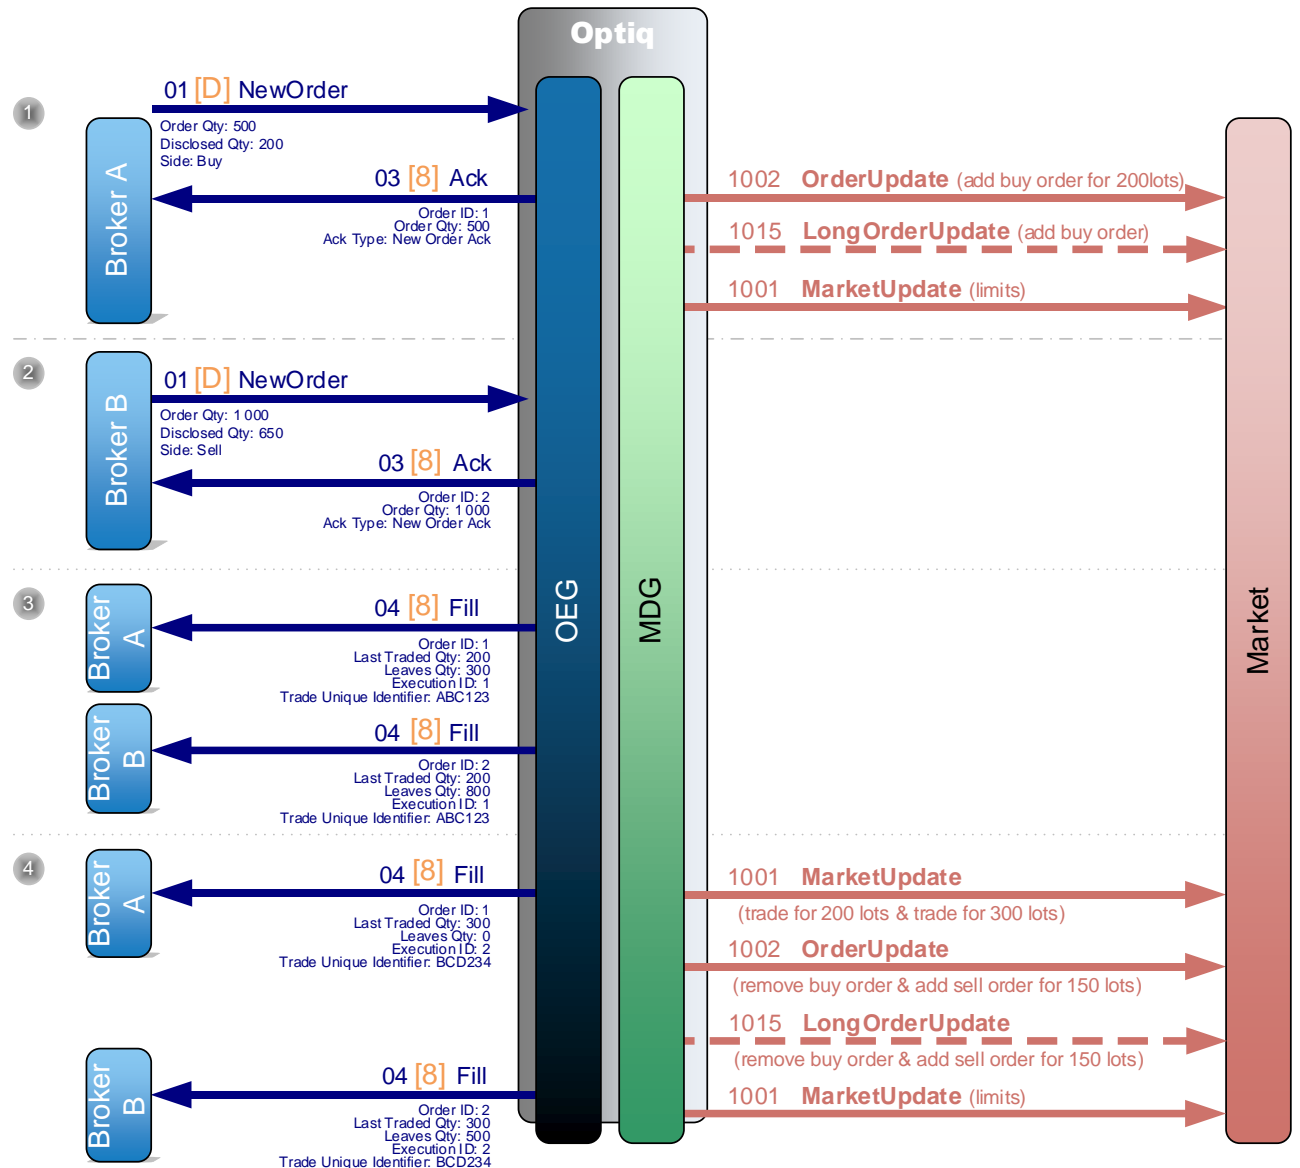 Optiq
1
01 [D] NewOrder
Order Qty: 500
Disclosed Qty: 200
Side: Buy
Broker A
03 [8] Ack
Order ID: 1
Order Qty: 500
Ack Type: New Order Ack
1002 OrderUpdate (add buy order for 200lots)
1015 LongOrderUpdate (add buy order)
1001 MarketUpdate (limits)
2
01 [D] NewOrder
Order Qty: 1 000
Disclosed Qty: 650
Side: Sell
Broker B
03 [8] Ack
Order ID: 2
Order Qty: 1 000
Ack Type: New Order Ack
OEG
MDG
Market
3
Broker
A
04 [8] Fill
Order ID: 1
Last Traded Qty: 200
Leaves Qty: 300
Execution ID: 1
Trade Unique Identifier: ABC123
Broker
B
04 [8] Fill
Order ID: 2
Last Traded Qty: 200
Leaves Qty: 800
Execution ID: 1
Trade Unique Identifier: ABC123
4
Broker
A
04 [8] Fill
Order ID: 1
Last Traded Qty: 300
Leaves Qty: 0
Execution ID: 2
Trade Unique Identifier: BCD234
1001 MarketUpdate
(trade for 200 lots & trade for 300 lots)
1002 OrderUpdate
(remove buy order & add sell order for 150 lots)
1015 LongOrderUpdate
(remove buy order & add sell order for 150 lots)
1001 MarketUpdate (limits)
Broker
B
04 [8] Fill
Order ID: 2
Last Traded Qty: 300
Leaves Qty: 500
Execution ID: 2
Trade Unique Identifier: BCD234